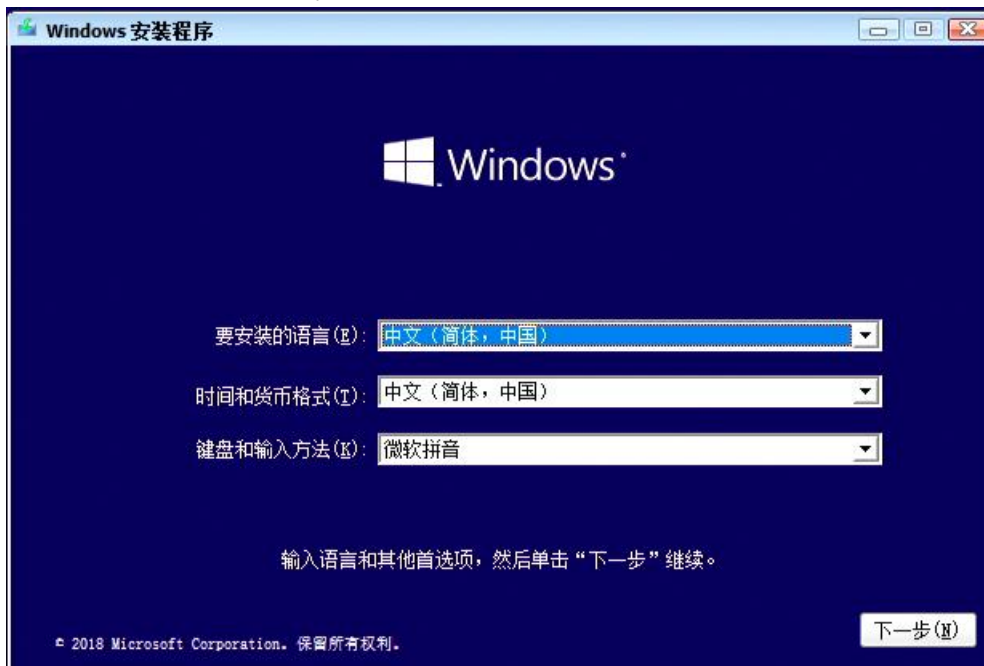 Windows 安装程序
Windows
要安装的语言(E): 中文(简体，中国)
时间和货币格式(T): 中文(简体，中国)
键盘和输入方法(K): 微软拼音
输入语言和其他首选项，然后单击“下一步”继续。
© 2018 Microsoft Corporation。保留所有权利。
下一步(N)